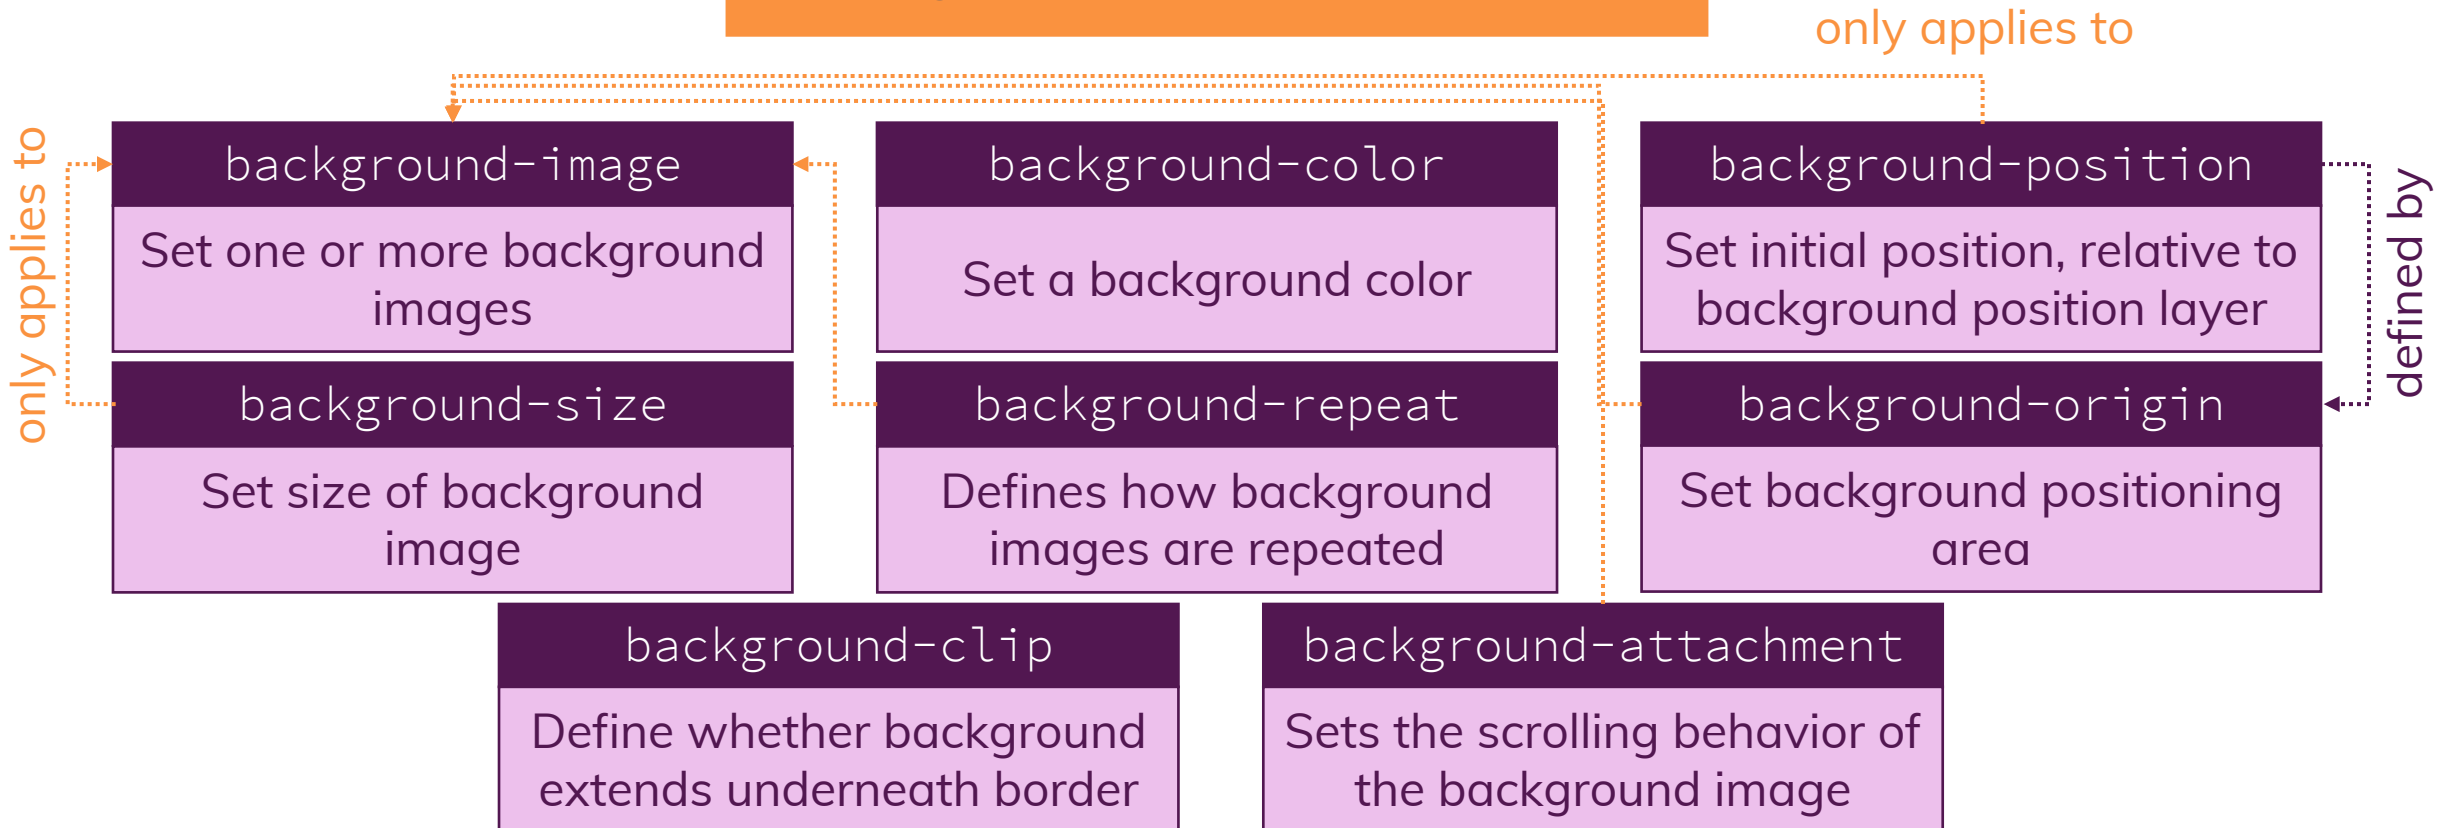 only applies to
only applies to
background-image
Set one or more background
images
background-color
Set a background color
background-position
Set initial position, relative to
background position layer
defined by
background-size
Set size of background
image
background-repeat
Defines how background
images are repeated
background-origin
Set background positioning
area
background-clip
Define whether background
extends underneath border
background-attachment
Sets the scrolling behavior of
the background image